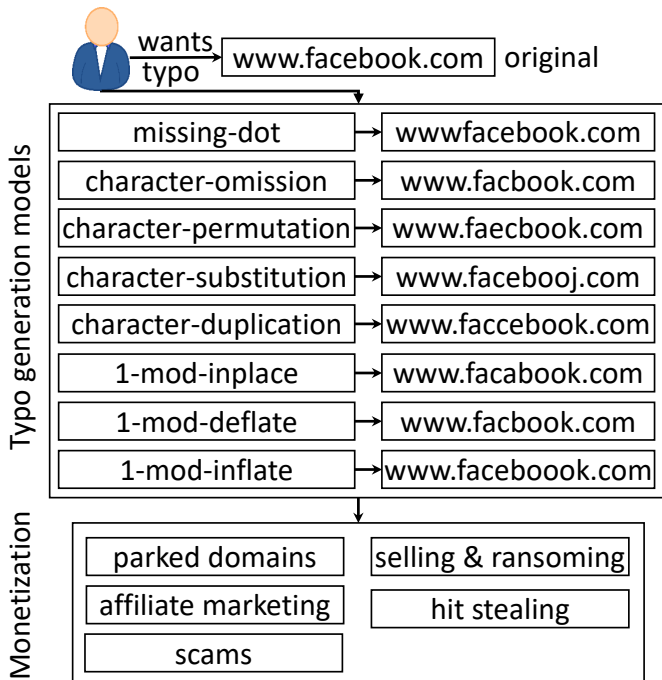 wants
typo
www.facebook.com original
Typo generation models
missing-dot wwwfacebook.com
character-omission www.facbook.com
character-permutation www.faecbook.com
character-substitution www.facebooj.com
character-duplication www.faccebook.com
1-mod-inplace www.facabook.com
1-mod-deflate www.facbook.com
1-mod-inflate www.faceboook.com
Monetization
parked domains selling & ransoming
affiliate marketing hit stealing
scams